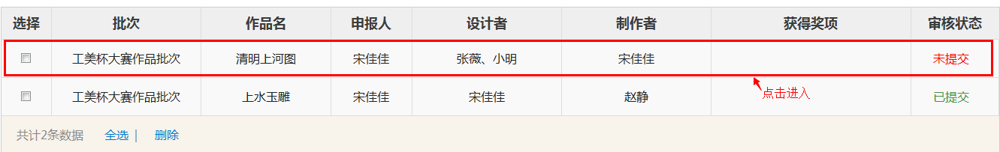 选择 批次 作品名 申报人 设计者 制作者 获得奖项 审核状态
工美杯大赛作品批次 清明上河图 宋佳佳 张薇、小明 宋佳佳 未提交
点击进入
工美杯大赛作品批次 上水玉雕 宋佳佳 宋佳佳 赵静 已提交
共计2条数据 全选 | 删除